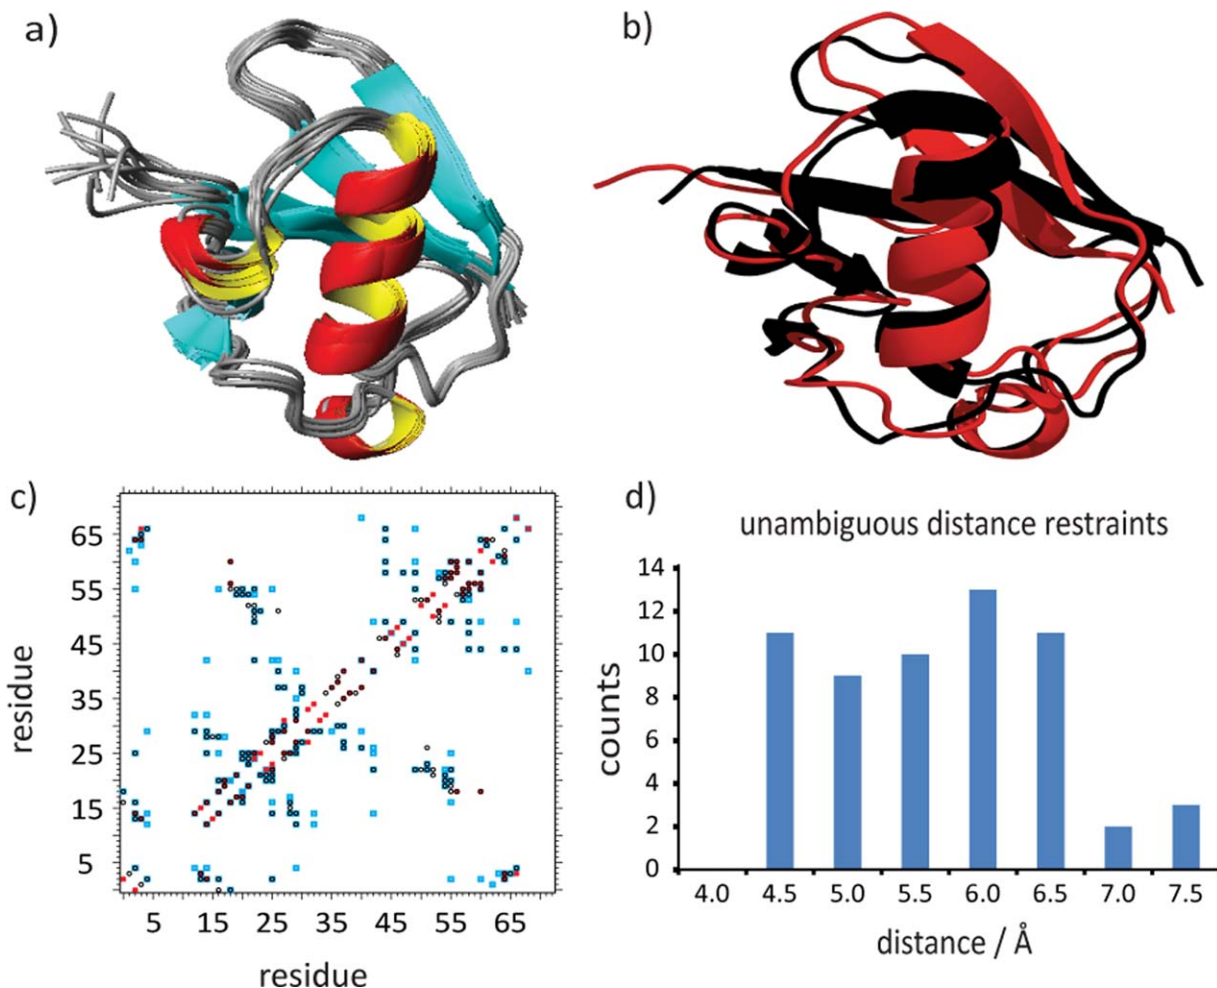 a)
b)
c)
65
55
45
35
25
15
5
residue
5 15 25 35 45 55 65
residue
d)
unambiguous distance restraints
14
12
10
8
6
4
2
0
counts
4.0 4.5 5.0 5.5 6.0 6.5 7.0 7.5
distance / Å